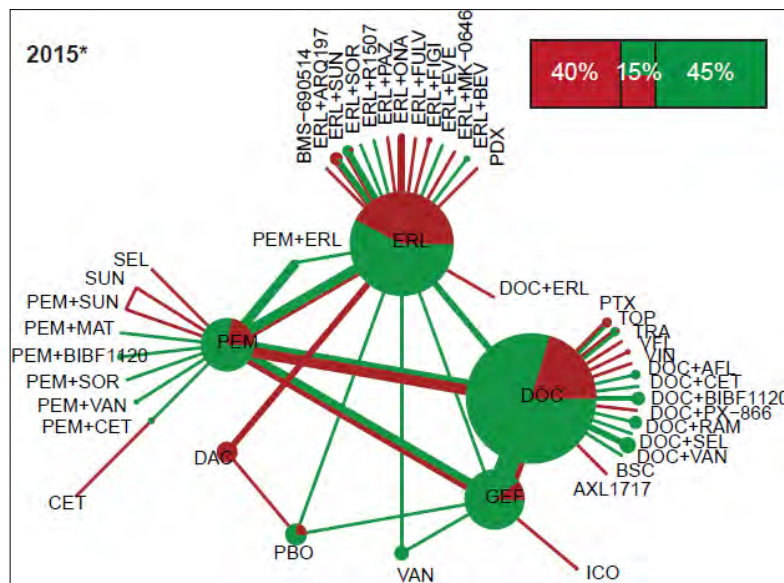 2015*
40%
15%
45%
BMS-690514
ERL+ARQ197
ERL+SUN
ERL+SOR
ERL+R1507
ERL+PAZ
ERL+ONA
ERL+FULV
ERL+FIGI
ERL+EVE
ERL+MK-0646
ERL+BEV
PDX
PEM+ERL
ERL
SEL
SUN
PEM+SUN
PEM+MAT
PEM+BIBF1120
PEM+SOR
PEM+VAN
PEM+CET
CET
PEM
DOC+ERL
PTX
TOP
TRA
VFL
VIN
DOC+AFL
DOC+CET
DOC+BIBF1120
DOC+PX-866
DOC+RAM
DOC+SEL
DOC+VAN
BSC
AXL1717
DOC
DAC
GEF
PBO
VAN
ICO